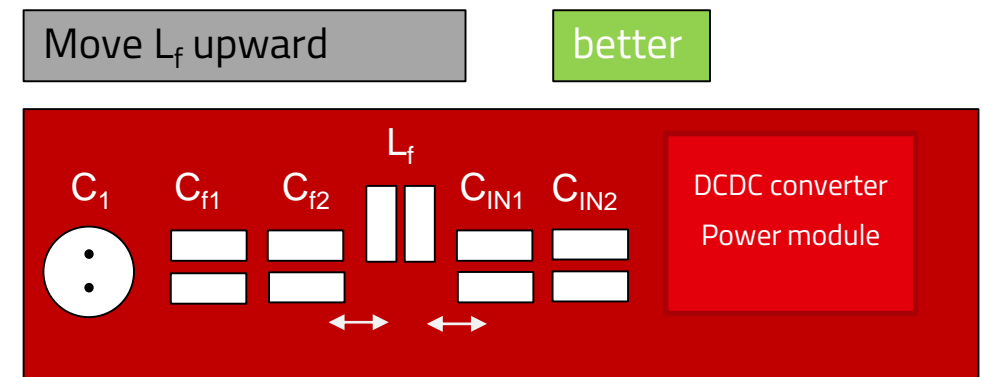 Move Lf upward
better
Lf
C1 Cf1 Cf2 CIN1 CIN2
DCDC converter
Power module